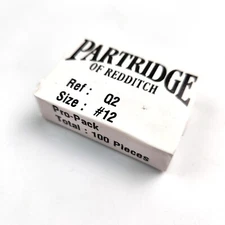 PARTRIDGE
OF REDDITCH
Ref : Q2
Size : #12
Pro-Pack
Total : 100 Pieces